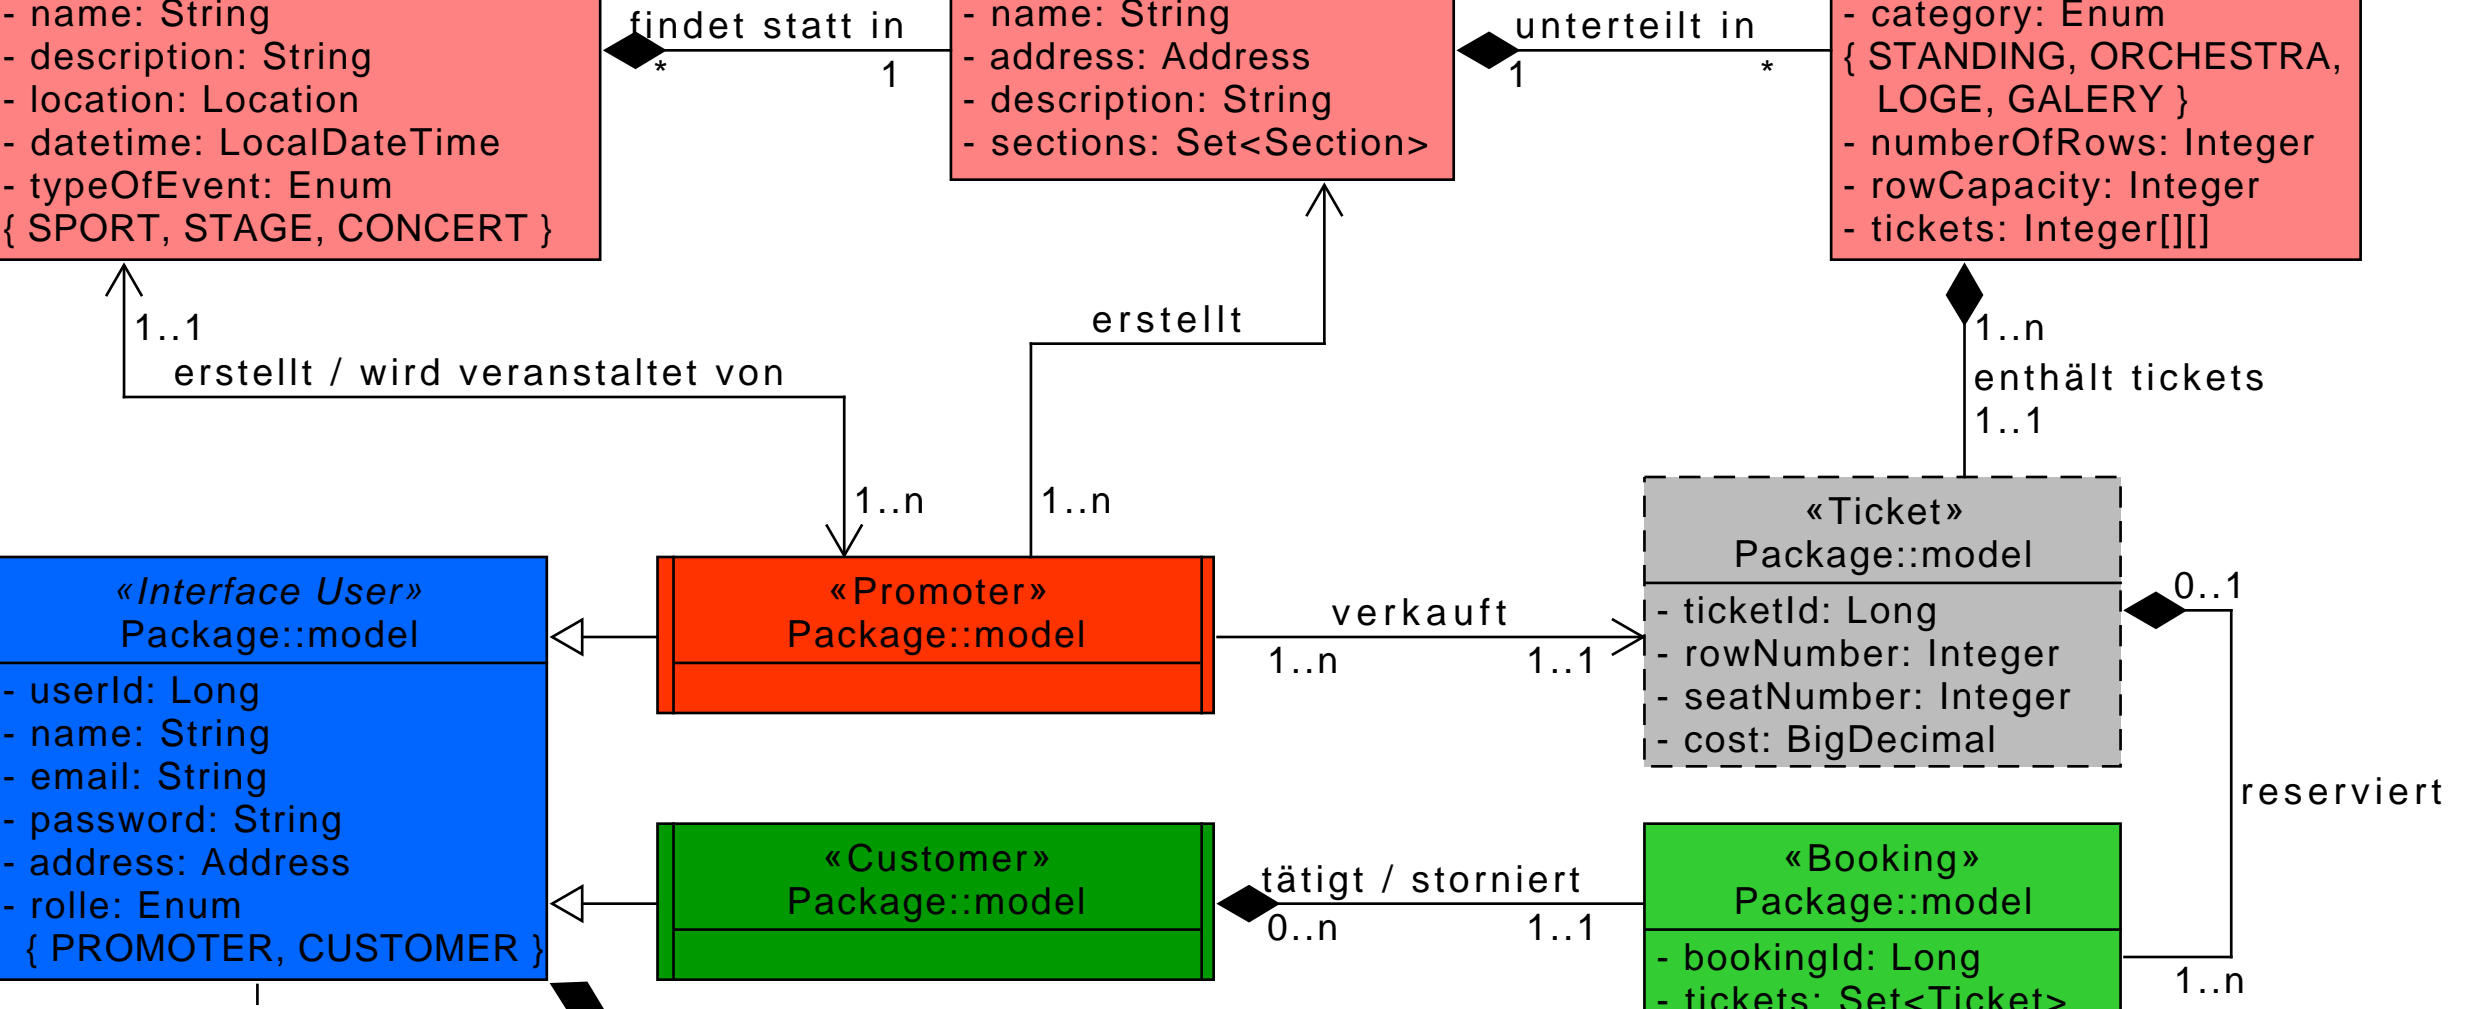 - name: String
- description: String
- location: Location
- datetime: LocalDateTime
- typeOfEvent: Enum
{ SPORT, STAGE, CONCERT }
findet statt in
*
1
- name: String
- address: Address
- description: String
- sections: Set<Section>
unterteilt in
1
*
- category: Enum
{ STANDING, ORCHESTRA,
LOGE, GALERY }
- numberOfRows: Integer
- rowCapacity: Integer
- tickets: Integer[][]
1..1
erstellt / wird veranstaltet von
1..n
erstellt
1..n
1..n
enthält tickets
1..1
«Interface User»
Package::model
- userId: Long
- name: String
- email: String
- password: String
- address: Address
- rolle: Enum
{ PROMOTER, CUSTOMER }
«Promoter»
Package::model
verkauft
1..n
1..1
«Ticket»
Package::model
- ticketId: Long
- rowNumber: Integer
- seatNumber: Integer
- cost: BigDecimal
0..1
reserviert
1..n
«Customer»
Package::model
tätigt / storniert
0..n
1..1
«Booking»
Package::model
- bookingId: Long
- tickets: Set<Ticket>